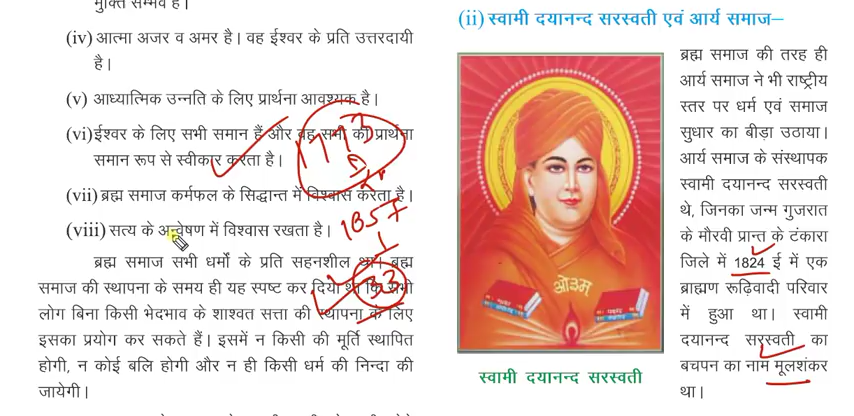 मुक्ति सम्भव है।
(iv) आत्मा अजर व अमर है। वह ईश्वर के प्रति उत्तरदायी
है।
(v) आध्यात्मिक उन्नति के लिए प्रार्थना आवश्यक है।
(vi) ईश्वर के लिए सभी समान हैं और वह सभी की प्रार्थना
समान रूप से स्वीकार करता है।
(vii) ब्रह्म समाज कर्मफल के सिद्धान्त में विश्वास करता है।
(viii) सत्य के अन्वेषण में विश्वास रखता है।
ब्रह्म समाज सभी धर्मों के प्रति सहनशील था। ब्रह्म
समाज की स्थापना के समय ही यह स्पष्ट कर दिया था कि सभी
लोग बिना किसी भेदभाव के शाश्वत सत्ता की स्थापना के लिए
इसका प्रयोग कर सकते हैं। इसमें न किसी की मूर्ति स्थापित
होगी, न कोई बलि होगी और न ही किसी धर्म की निन्दा की
जायेगी।
1773
1857
33
(ii) स्वामी दयानन्द सरस्वती एवं आर्य समाज–
ओ३म्
स्वामी दयानन्द सरस्वती
ब्रह्म समाज की तरह ही
आर्य समाज ने भी राष्ट्रीय
स्तर पर धर्म एवं समाज
सुधार का बीड़ा उठाया।
आर्य समाज के संस्थापक
स्वामी दयानन्द सरस्वती
थे, जिनका जन्म गुजरात
के मौरवी प्रान्त के टंकारा
जिले में 1824 ई में एक
ब्राह्मण रूढ़िवादी परिवार
में हुआ था। स्वामी
दयानन्द सरस्वती का
बचपन का नाम मूलशंकर
था।